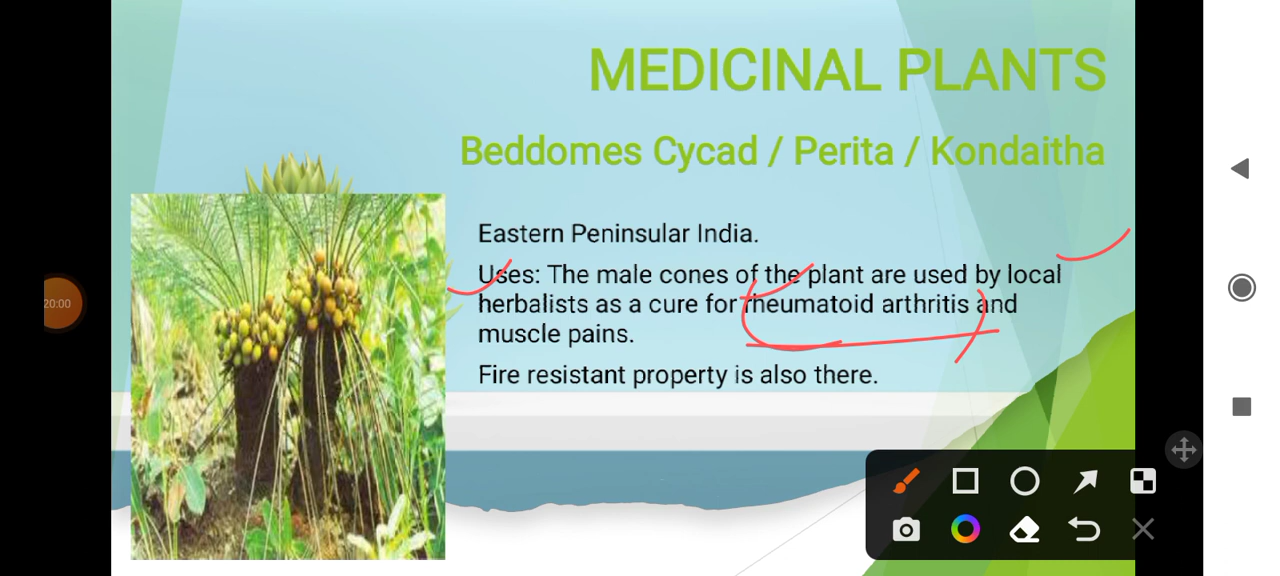 MEDICINAL PLANTS
Beddomes Cycad / Perita / Kondaitha
Eastern Peninsular India.
Uses: The male cones of the plant are used by local
herbalists as a cure for rheumatoid arthritis and
muscle pains.
Fire resistant property is also there.
20:00